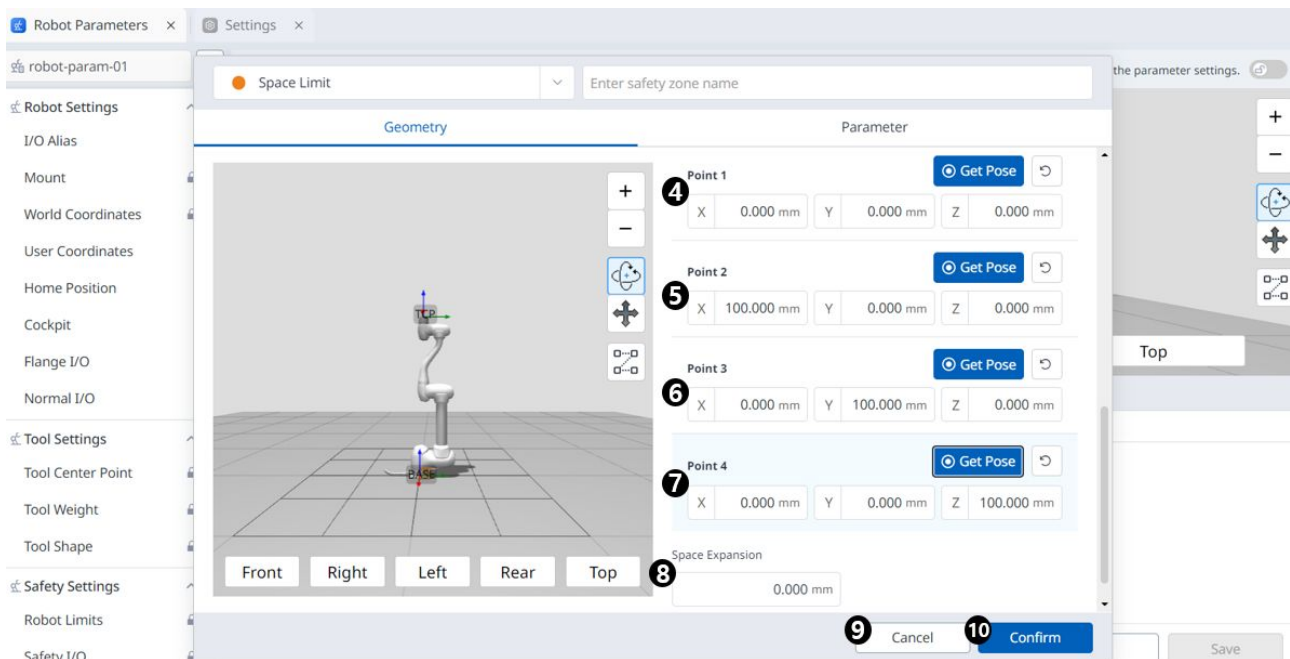 Robot Parameters
Settings
robot-param-01
the parameter settings.
Space Limit
Enter safety zone name
Geometry
Parameter
Robot Settings
I/O Alias
Mount
World Coordinates
User Coordinates
Home Position
Cockpit
Flange I/O
Normal I/O
Tool Settings
Tool Center Point
Tool Weight
Tool Shape
Safety Settings
Robot Limits
Safety I/O
TCP
BASE
Front Right Left Rear Top
4 Point 1 Get Pose
X 0.000 mm Y 0.000 mm Z 0.000 mm
5 Point 2 Get Pose
X 100.000 mm Y 0.000 mm Z 0.000 mm
6 Point 3 Get Pose
X 0.000 mm Y 100.000 mm Z 0.000 mm
7 Point 4 Get Pose
X 0.000 mm Y 0.000 mm Z 100.000 mm
Space Expansion
8 0.000 mm
9 Cancel 10 Confirm
Top
Save